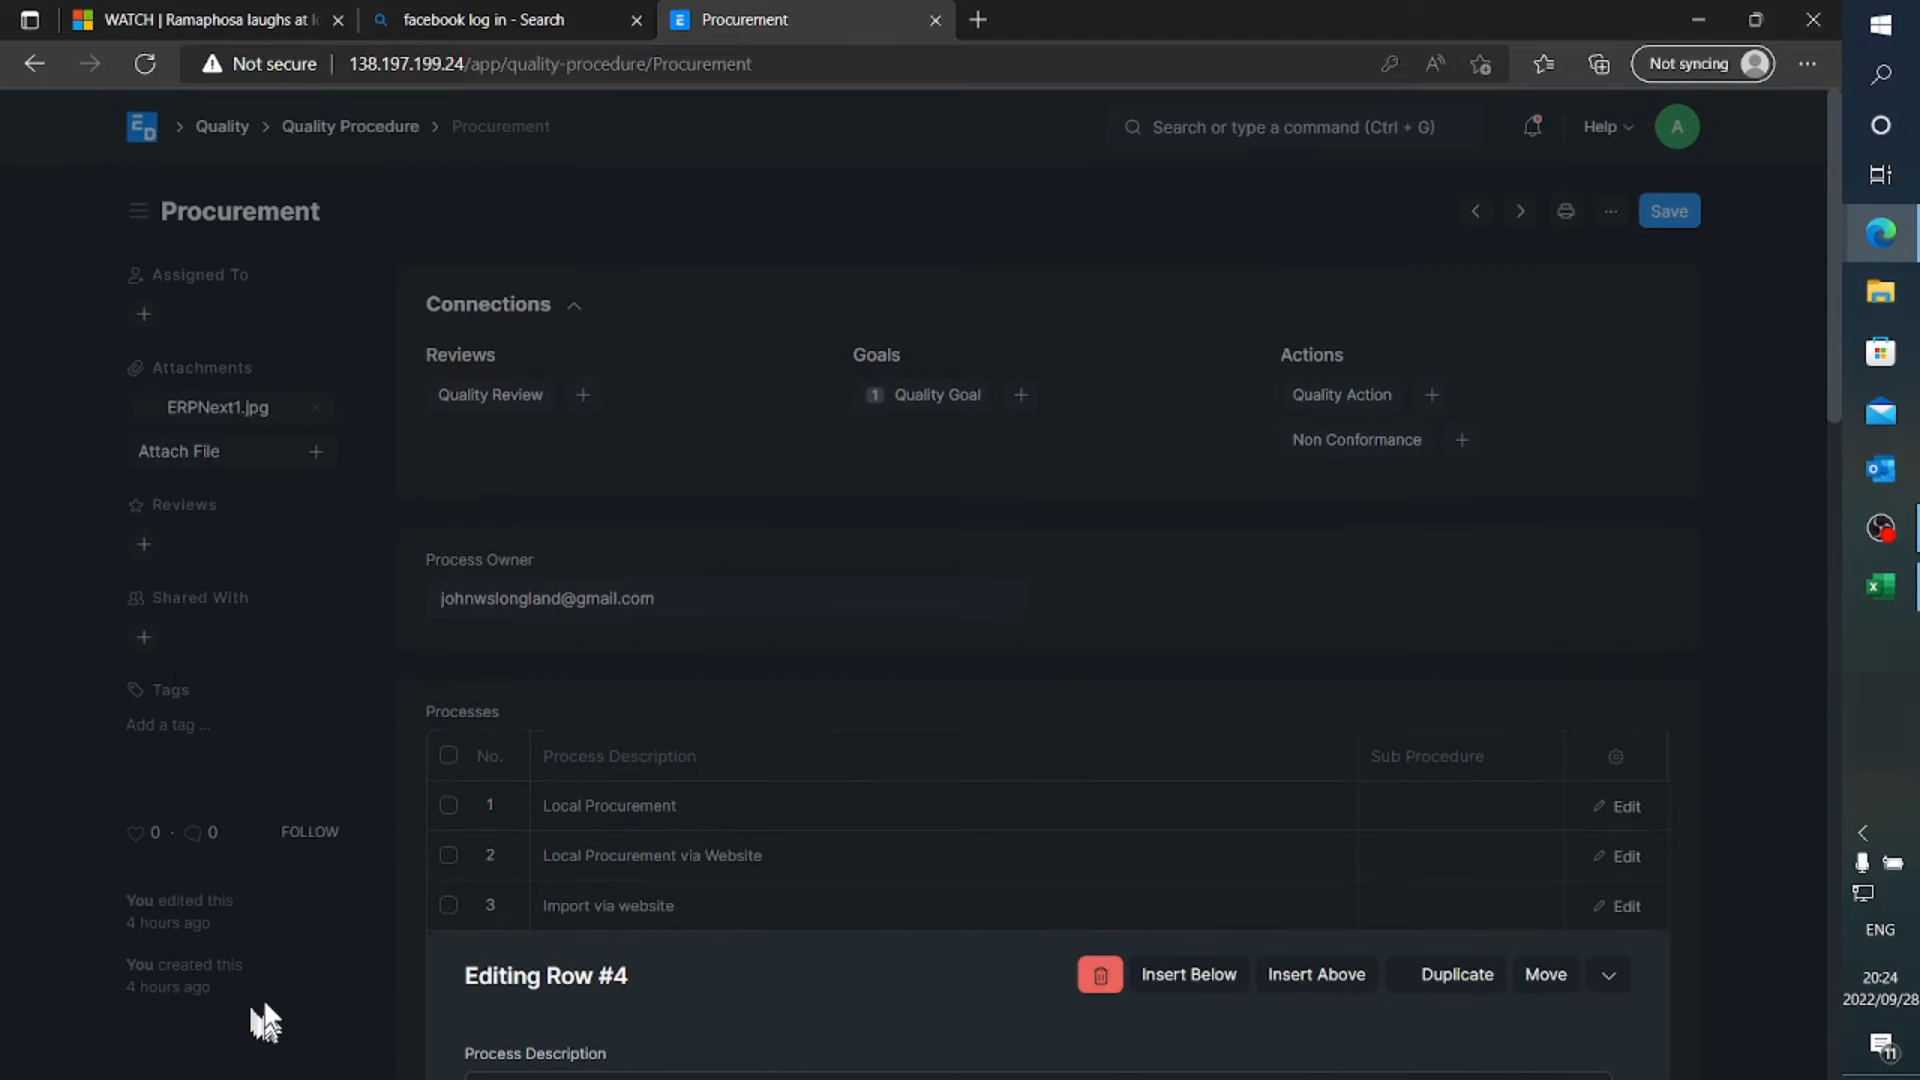 WATCH | Ramaphosa laughs at l
facebook log in - Search
Procurement
Not secure
138.197.199.24/app/quality-procedure/Procurement
Not syncing
Quality
Quality Procedure
Procurement
Search or type a command (Ctrl + G)
Help
A
Procurement
Save
Assigned To
Attachments
ERPNext1.jpg
Attach File
Reviews
Shared With
Tags
Add a tag ...
0 · 0
FOLLOW
You edited this
4 hours ago
You created this
4 hours ago
Connections
Reviews
Goals
Actions
Quality Review
1 Quality Goal
Quality Action
Non Conformance
Process Owner
johnwslongland@gmail.com
Processes
No.
Process Description
Sub Procedure
1
Local Procurement
Edit
2
Local Procurement via Website
Edit
3
Import via website
Edit
Editing Row #4
Insert Below
Insert Above
Duplicate
Move
Process Description
ENG
20:24
2022/09/28
11